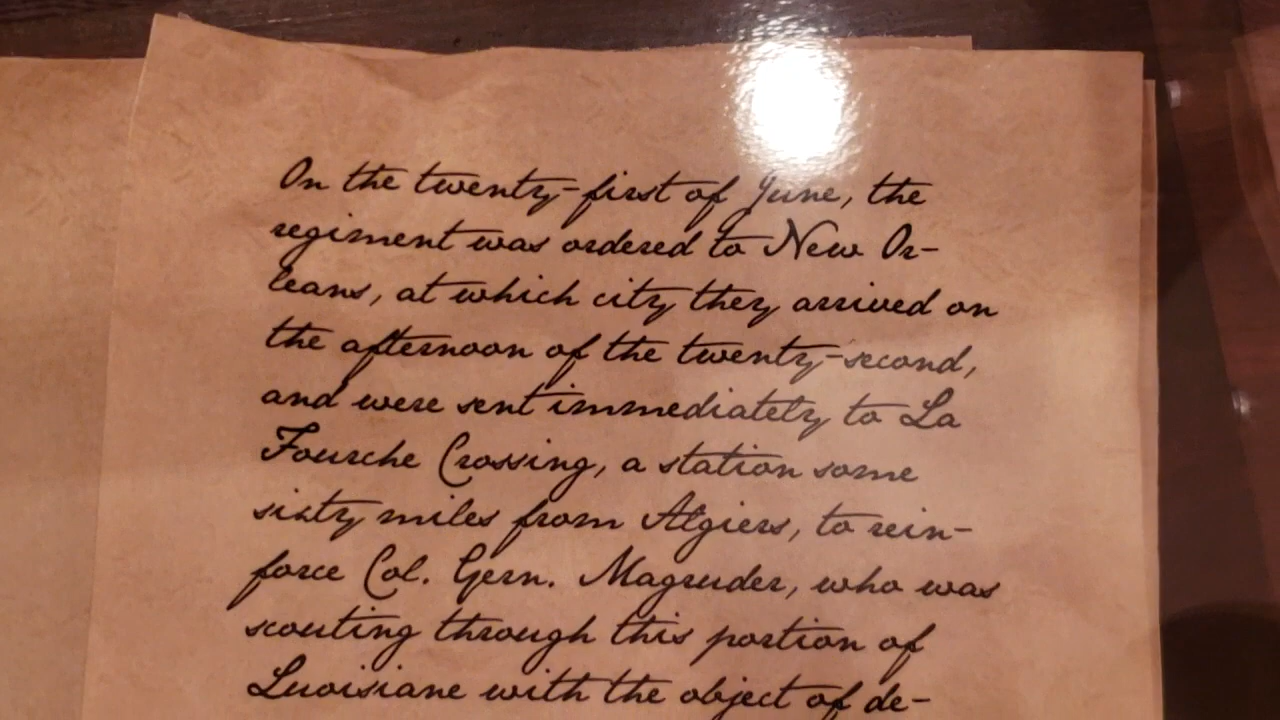 On the twenty-first of June, the
regiment was ordered to New Or-
leans, at which city they arrived on
the afternoon of the twenty-second,
and were sent immediately to La
Fourche Crossing, a station some
sixty miles from Algiers, to rein-
force Col. Gern. Magruder, who was
scouting through this portion of
Luoisiane with the object of de-